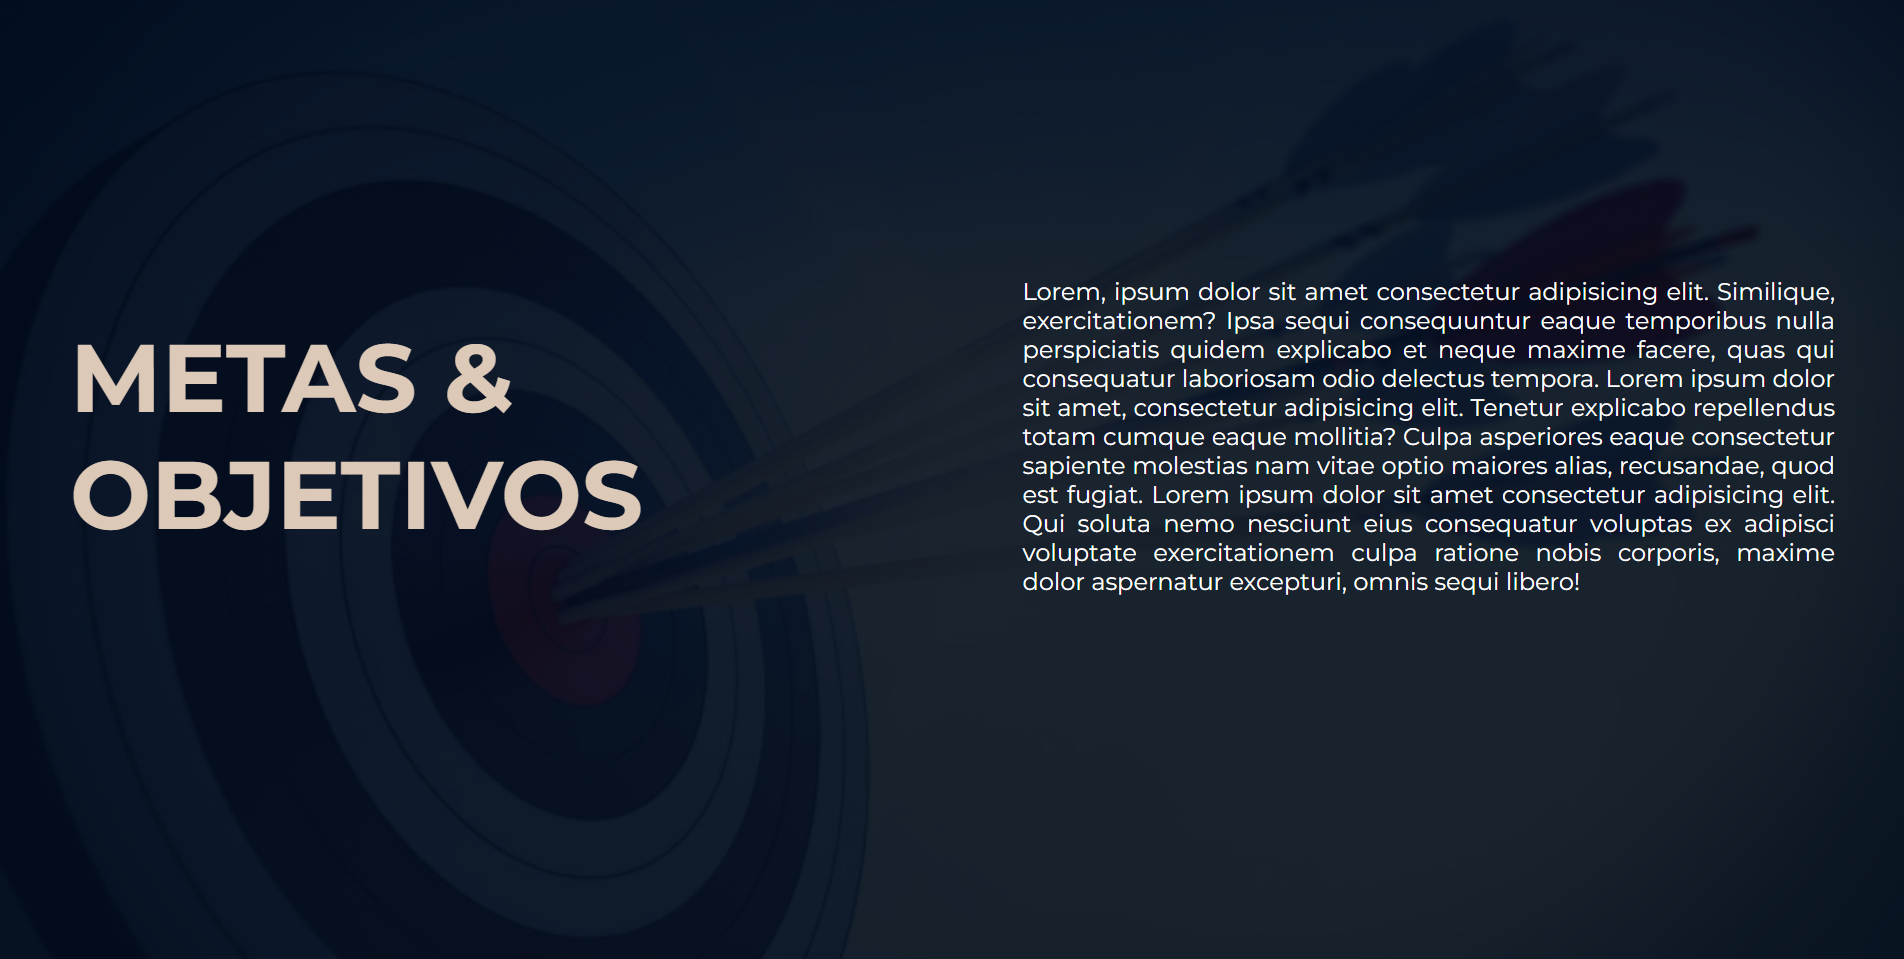 METAS &
OBJETIVOS
Lorem, ipsum dolor sit amet consectetur adipisicing elit. Similique,
exercitationem? Ipsa sequi consequuntur eaque temporibus nulla
perspiciatis quidem explicabo et neque maxime facere, quas qui
consequatur laboriosam odio delectus tempora. Lorem ipsum dolor
sit amet, consectetur adipisicing elit. Tenetur explicabo repellendus
totam cumque eaque mollitia? Culpa asperiores eaque consectetur
sapiente molestias nam vitae optio maiores alias, recusandae, quod
est fugiat. Lorem ipsum dolor sit amet consectetur adipisicing elit.
Qui soluta nemo nesciunt eius consequatur voluptas ex adipisci
voluptate exercitationem culpa ratione nobis corporis, maxime
dolor aspernatur excepturi, omnis sequi libero!